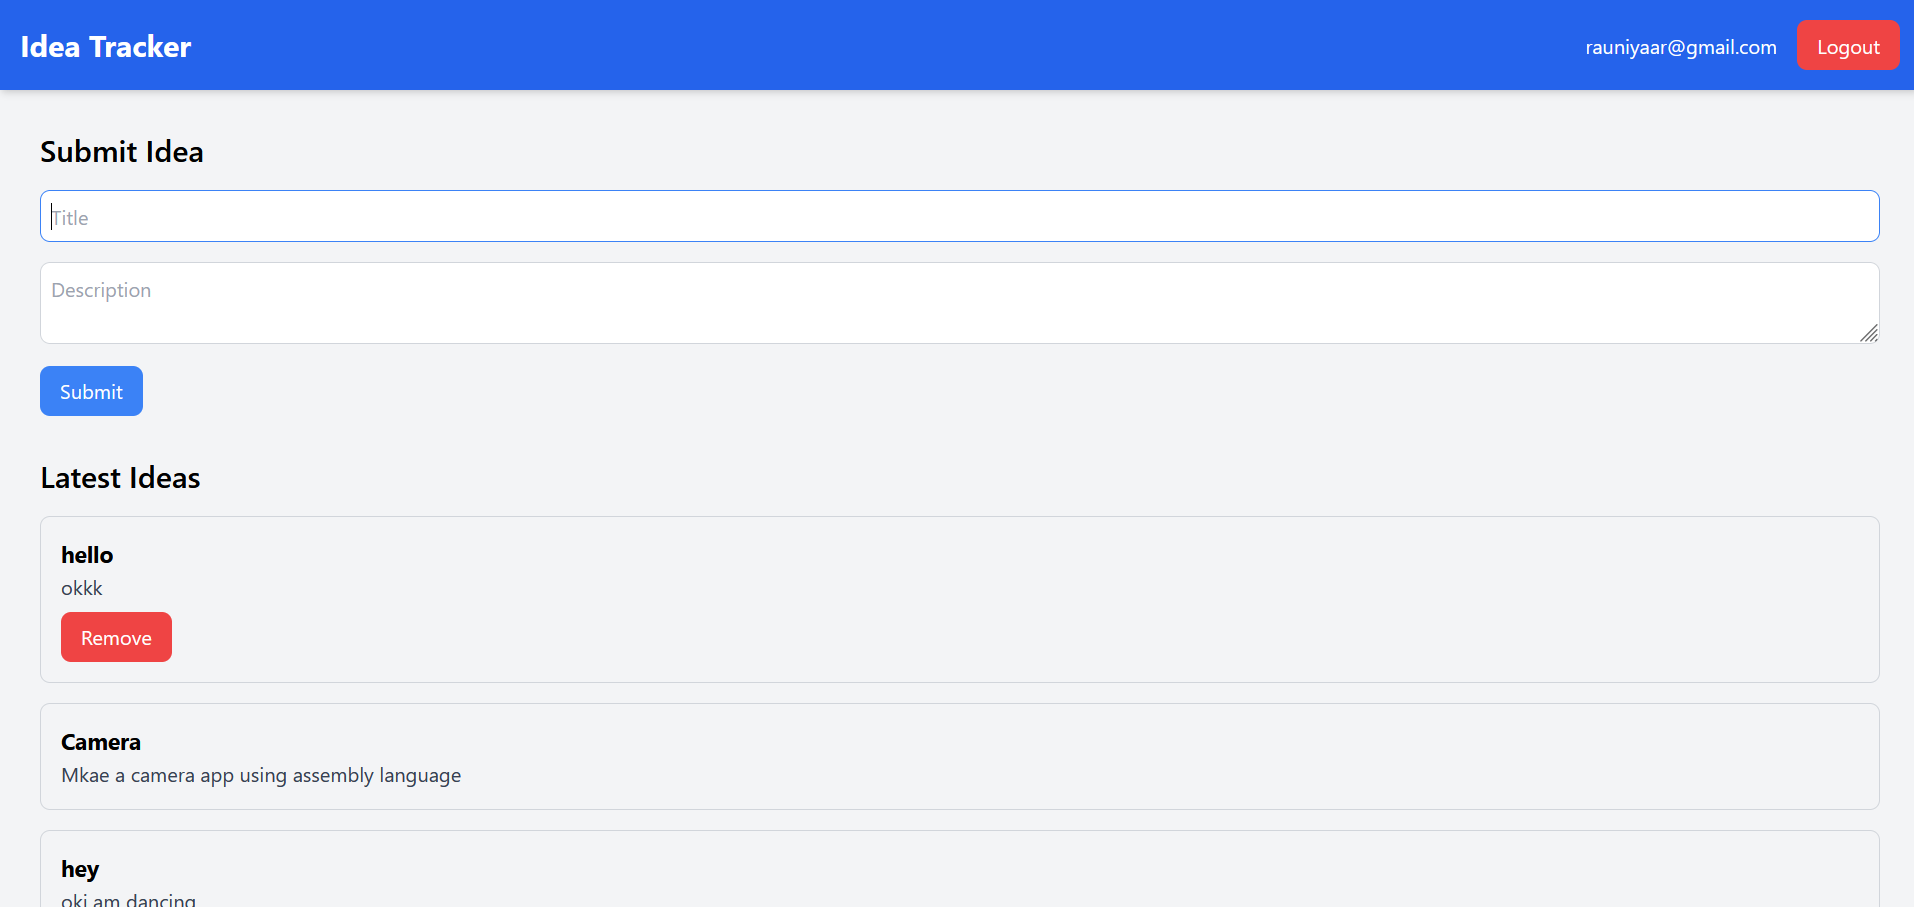 Idea Tracker
rauniyaar@gmail.com
Logout
Submit Idea
Title
Description
Submit
Latest Ideas
hello
okkk
Remove
Camera
Mkae a camera app using assembly language
hey
oki am dancing